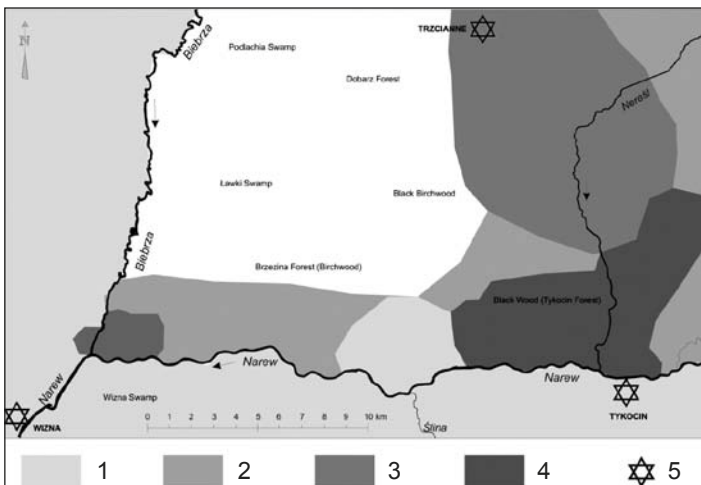 N
Biebrza
Podlachia Swamp
TRZCIANNE
Dobarz Forest
Nereśl
Ławki Swamp
Black Birchwood
Biebrza
Brzezina Forest (Birchwood)
Black Wood (Tykocin Forest)
Narew
Narew
Narew
Wizna Swamp
WIZNA
0 1 2 3 4 5 6 7 8 9 10 km
Ślina
TYKOCIN
1 2 3 4 5